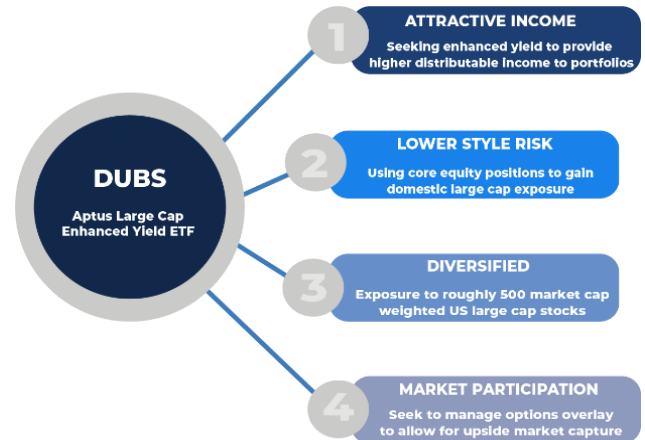 DUBS
Aptus Large Cap
Enhanced Yield ETF
1
ATTRACTIVE INCOME
Seeking enhanced yield to provide
higher distributable income to portfolios
2
LOWER STYLE RISK
Using core equity positions to gain
domestic large cap exposure
3
DIVERSIFIED
Exposure to roughly 500 market cap
weighted US large cap stocks
4
MARKET PARTICIPATION
Seek to manage options overlay
to allow for upside market capture